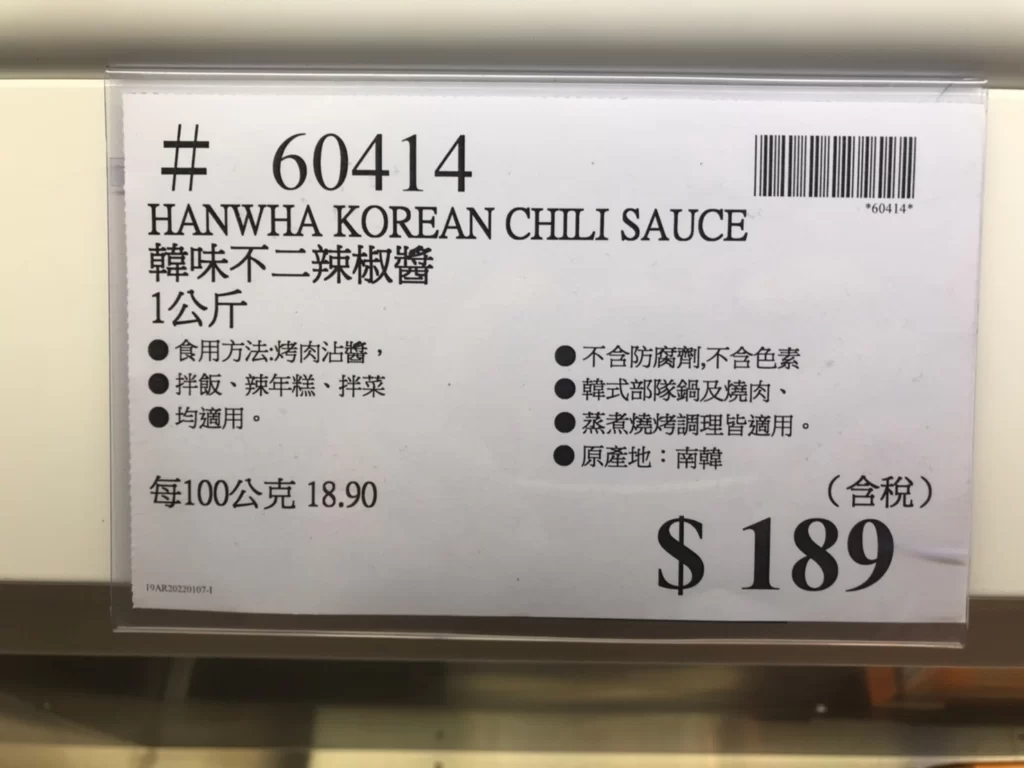 # 60414
*60414*
HANWHA KOREAN CHILI SAUCE
韓味不二辣椒醬
1公斤
● 食用方法:烤肉沾醬，
● 拌飯、辣年糕、拌菜
● 均適用。
● 不含防腐劑,不含色素
● 韓式部隊鍋及燒肉、
● 蒸煮燒烤調理皆適用。
● 原產地：南韓
每100公克 18.90
（含稅）
$ 189
19AR20220107-1